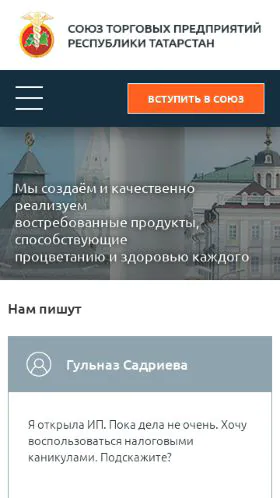 СОЮЗ ТОРГОВЫХ ПРЕДПРИЯТИЙ
РЕСПУБЛИКИ ТАТАРСТАН
ВСТУПИТЬ В СОЮЗ
Мы создаём и качественно
реализуем
востребованные продукты,
способствующие
процветанию и здоровью каждого
Нам пишут
Гульназ Садриева
Я открыла ИП. Пока дела не очень. Хочу
воспользоваться налоговыми
каникулами. Подскажите?